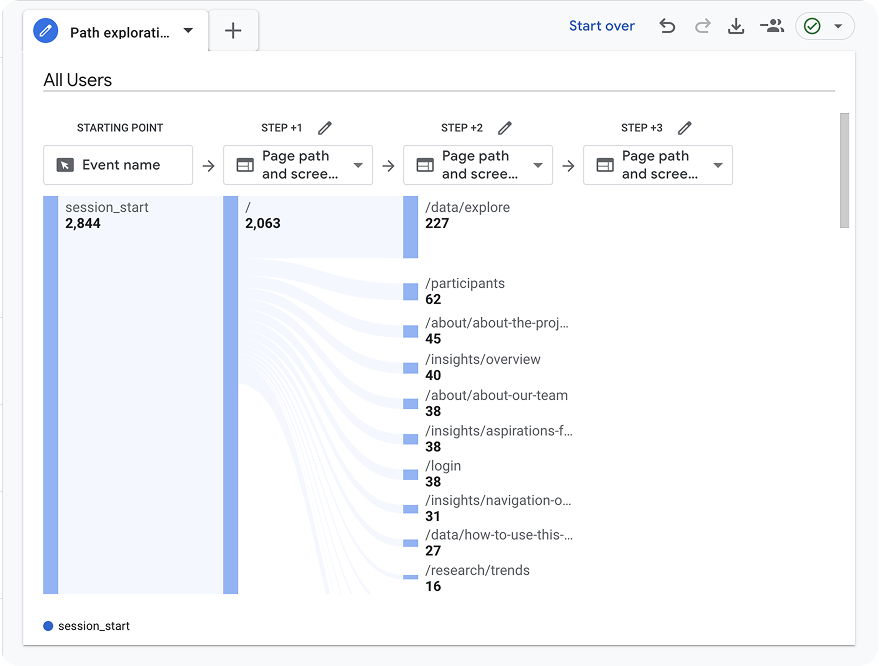 Path explorati...
Start over
All Users
STARTING POINT
STEP +1
STEP +2
STEP +3
Event name
Page path
and scree...
Page path
and scree...
Page path
and scree...
session_start
2,844
/
2,063
/data/explore
227
/participants
62
/about/about-the-proj...
45
/insights/overview
40
/about/about-our-team
38
/insights/aspirations-f...
38
/login
38
/insights/navigation-o...
31
/data/how-to-use-this-...
27
/research/trends
16
session_start